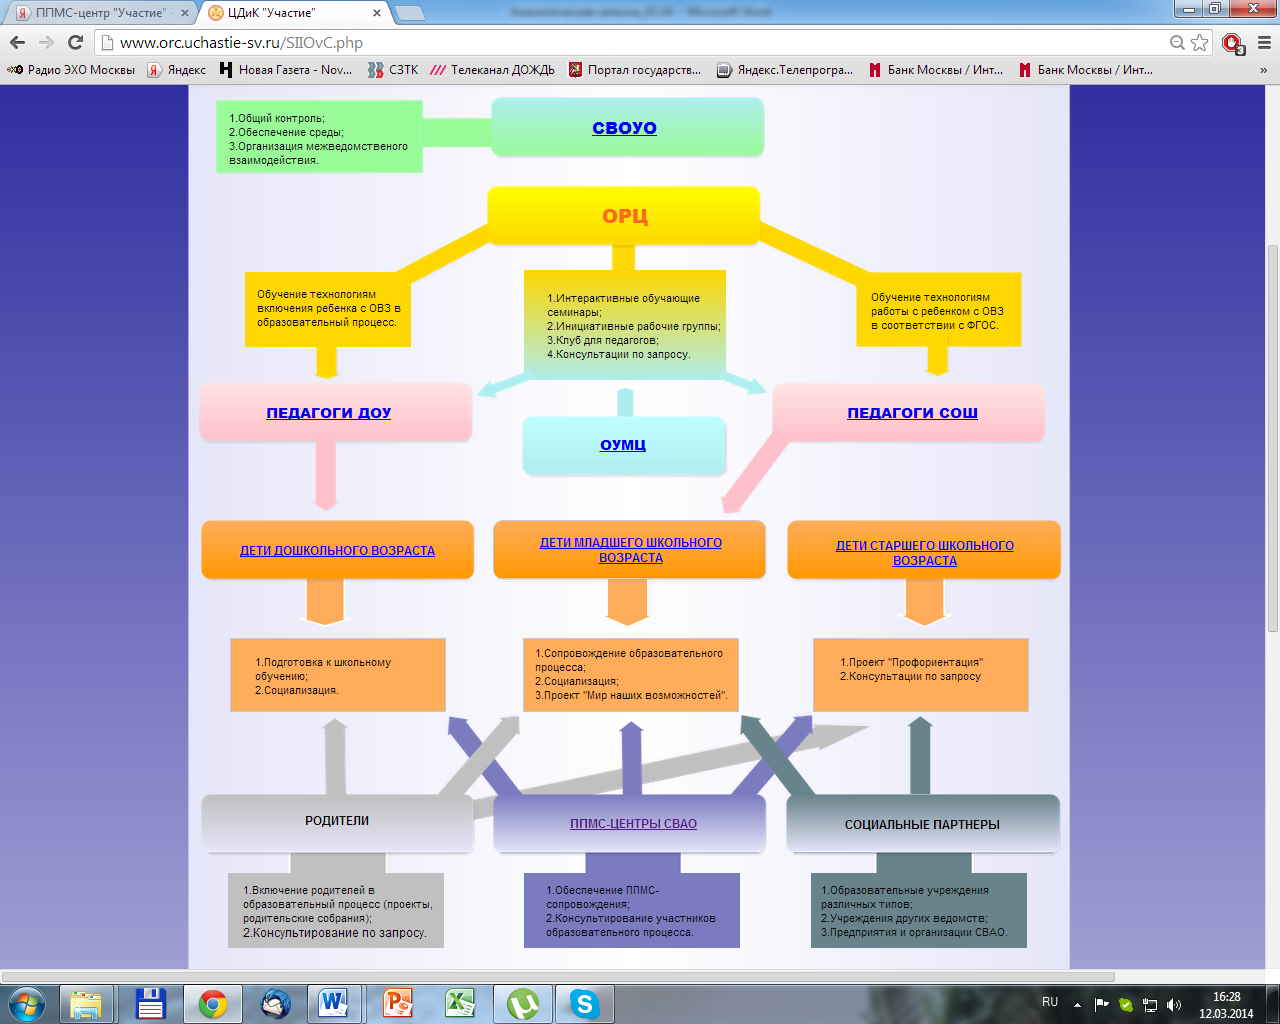 ППМС-центр "Участие" -
ЦДиК "Участие"
www.orc.uchastie-sv.ru/SIIOvC.php
Радио ЭХО Москвы
Яндекс
Новая Газета - Nov...
СЗТК
Телеканал ДОЖДЬ
Портал государств...
Яндекс.Телепрогра...
Банк Москвы / Инт...
Банк Москвы / Инт...
»
1.Общий контроль;
2.Обеспечение среды;
3.Организация межведомственого
взаимодействия.
СВОУО
ОРЦ
Обучение технологиям
включения ребенка с ОВЗ в
образовательный процесс.
1.Интерактивные обучающие
семинары;
2.Инициативные рабочие группы;
3.Клуб для педагогов;
4.Консультации по запросу.
Обучение технологиям
работы с ребенком с ОВЗ
в соответствии с ФГОС.
ПЕДАГОГИ ДОУ
ОУМЦ
ПЕДАГОГИ СОШ
ДЕТИ ДОШКОЛЬНОГО ВОЗРАСТА
ДЕТИ МЛАДШЕГО ШКОЛЬНОГО
ВОЗРАСТА
ДЕТИ СТАРШЕГО ШКОЛЬНОГО
ВОЗРАСТА
1.Подготовка к школьному
обучению;
2.Социализация.
1.Сопровождение образовательного
процесса;
2.Социализация;
3.Проект "Мир наших возможностей".
1.Проект "Профориентация"
2.Консультации по запросу
РОДИТЕЛИ
ППМС-ЦЕНТРЫ СВАО
СОЦИАЛЬНЫЕ ПАРТНЕРЫ
1.Включение родителей в
образовательный процесс (проекты,
родительские собрания);
2.Консультирование по запросу.
1.Обеспечение ППМС-
сопровождения;
2.Консультирование участников
образовательного процесса.
1.Образовательные учреждения
различных типов;
2.Учреждения других ведомств;
3.Предприятия и организации СВАО.
RU
16:28
12.03.2014